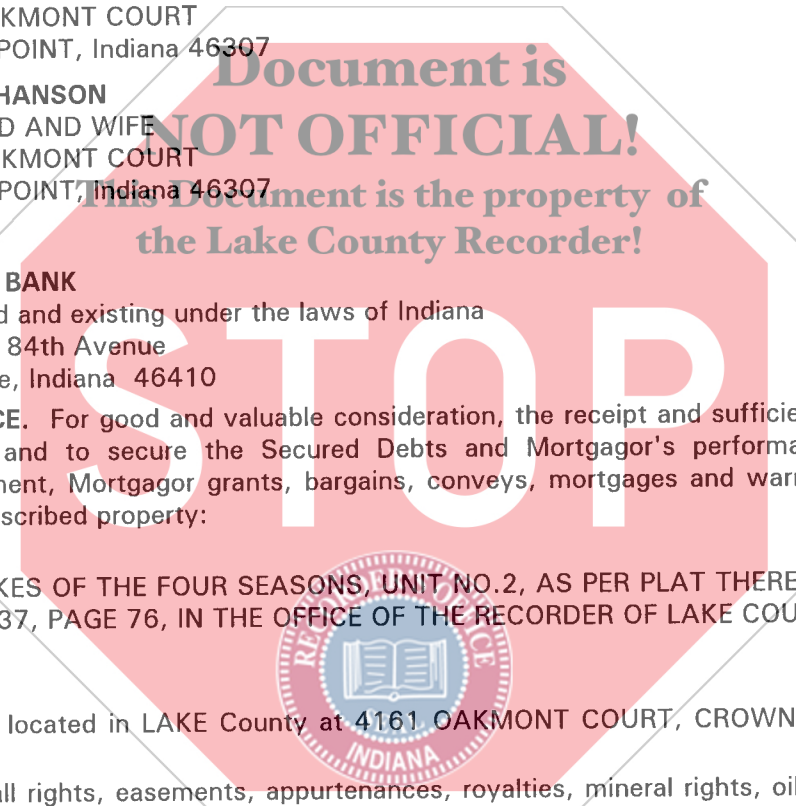 KMONT COURT
POINT, Indiana 46307
Document is
HANSON
D AND WIFE
NOT OFFICIAL!
KMONT COURT
POINT, Indiana 46307
This Document is the property of
the Lake County Recorder!
BANK
d and existing under the laws of Indiana
84th Avenue
e, Indiana 46410
STOP
CE. For good and valuable consideration, the receipt and sufficie
and to secure the Secured Debts and Mortgagor's performa
nent, Mortgagor grants, bargains, conveys, mortgages and warr
scribed property:
KES OF THE FOUR SEASONS, UNIT NO.2, AS PER PLAT THERE
37, PAGE 76, IN THE OFFICE OF THE RECORDER OF LAKE COU
RECORDER OFFICE
located in LAKE County at 4161 OAKMONT COURT, CROWN
INDIANA
all rights, easements, appurtenances, royalties, mineral rights, oil